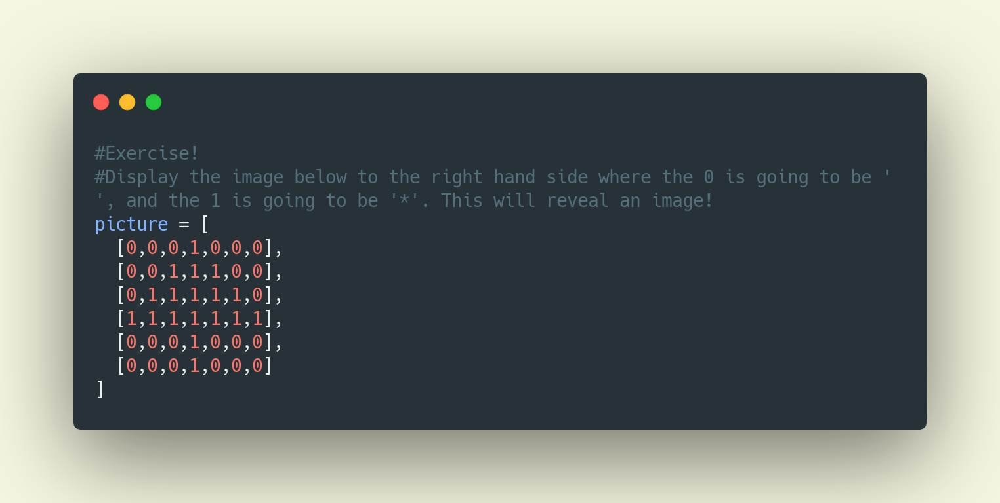 #Exercise!
#Display the image below to the right hand side where the 0 is going to be '
', and the 1 is going to be '*'. This will reveal an image!
picture = [
  [0,0,0,1,0,0,0],
  [0,0,1,1,1,0,0],
  [0,1,1,1,1,1,0],
  [1,1,1,1,1,1,1],
  [0,0,0,1,0,0,0],
  [0,0,0,1,0,0,0]
]